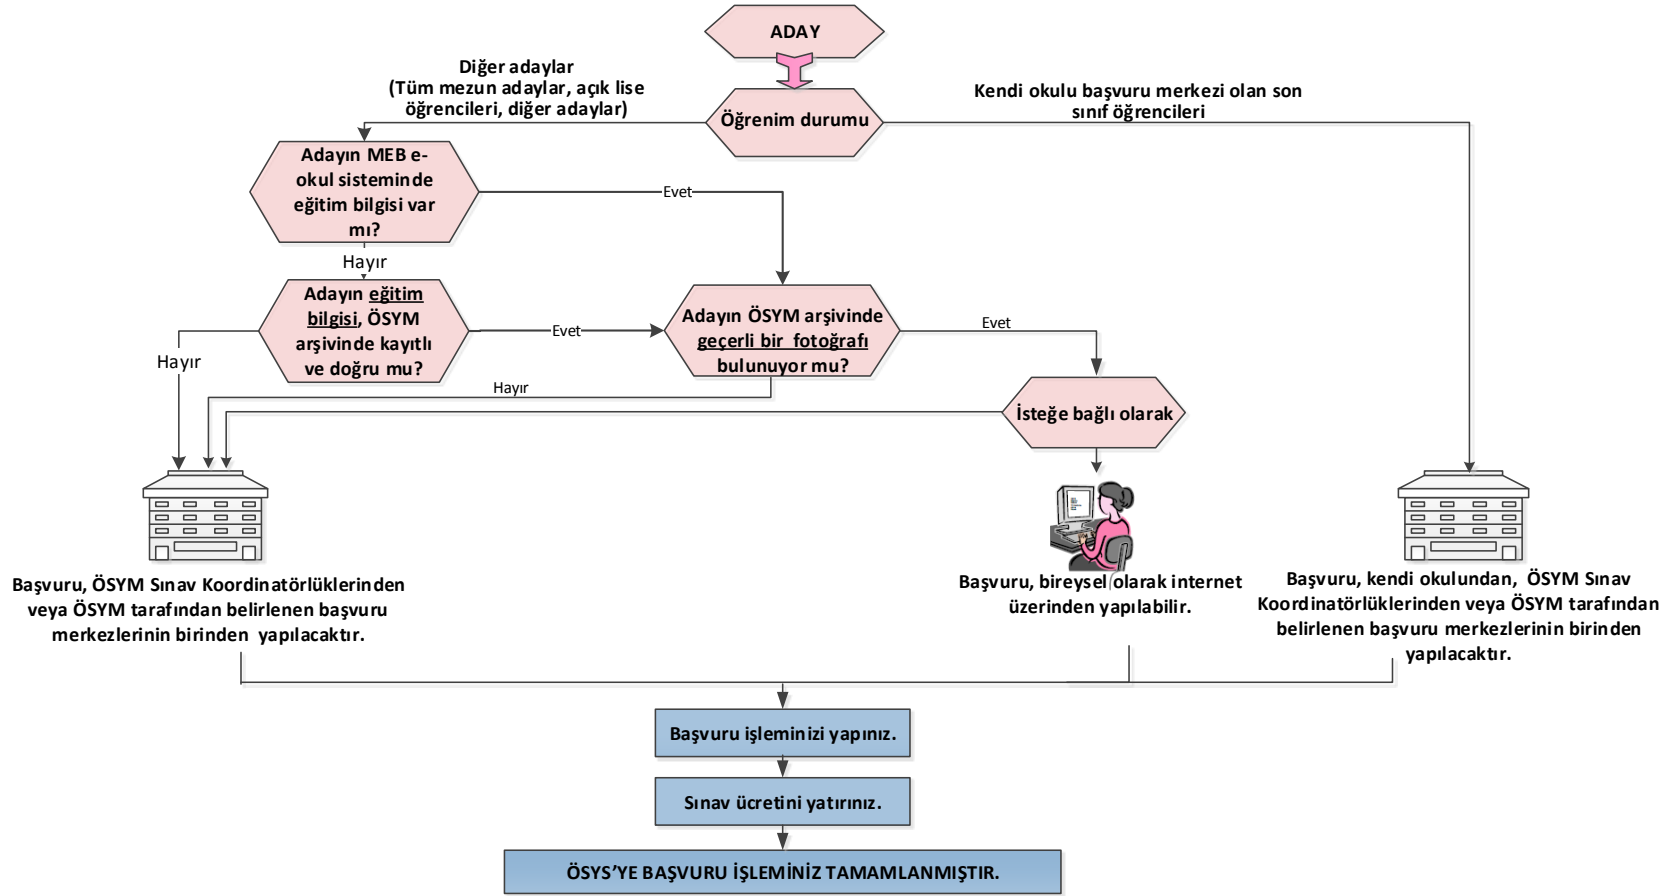 ADAY
Diğer adaylar
(Tüm mezun adaylar, açık lise
öğrencileri, diğer adaylar)
Kendi okulu başvuru merkezi olan son
sınıf öğrencileri
Öğrenim durumu
Adayın MEB e-
okul sisteminde
eğitim bilgisi var
mı?
Evet
Hayır
Adayın eğitim
bilgisi, ÖSYM
arşivinde kayıtlı
ve doğru mu?
Evet
Adayın ÖSYM arşivinde
geçerli bir fotoğrafı
bulunuyor mu?
Evet
Hayır
Hayır
İsteğe bağlı olarak
Başvuru, ÖSYM Sınav Koordinatörlüklerinden
veya ÖSYM tarafından belirlenen başvuru
merkezlerinin birinden yapılacaktır.
Başvuru, bireysel olarak internet
üzerinden yapılabilir.
Başvuru, kendi okulundan, ÖSYM Sınav
Koordinatörlüklerinden veya ÖSYM tarafından
belirlenen başvuru merkezlerinin birinden
yapılacaktır.
Başvuru işleminizi yapınız.
Sınav ücretini yatırınız.
ÖSYS'YE BAŞVURU İŞLEMİNİZ TAMAMLANMIŞTIR.